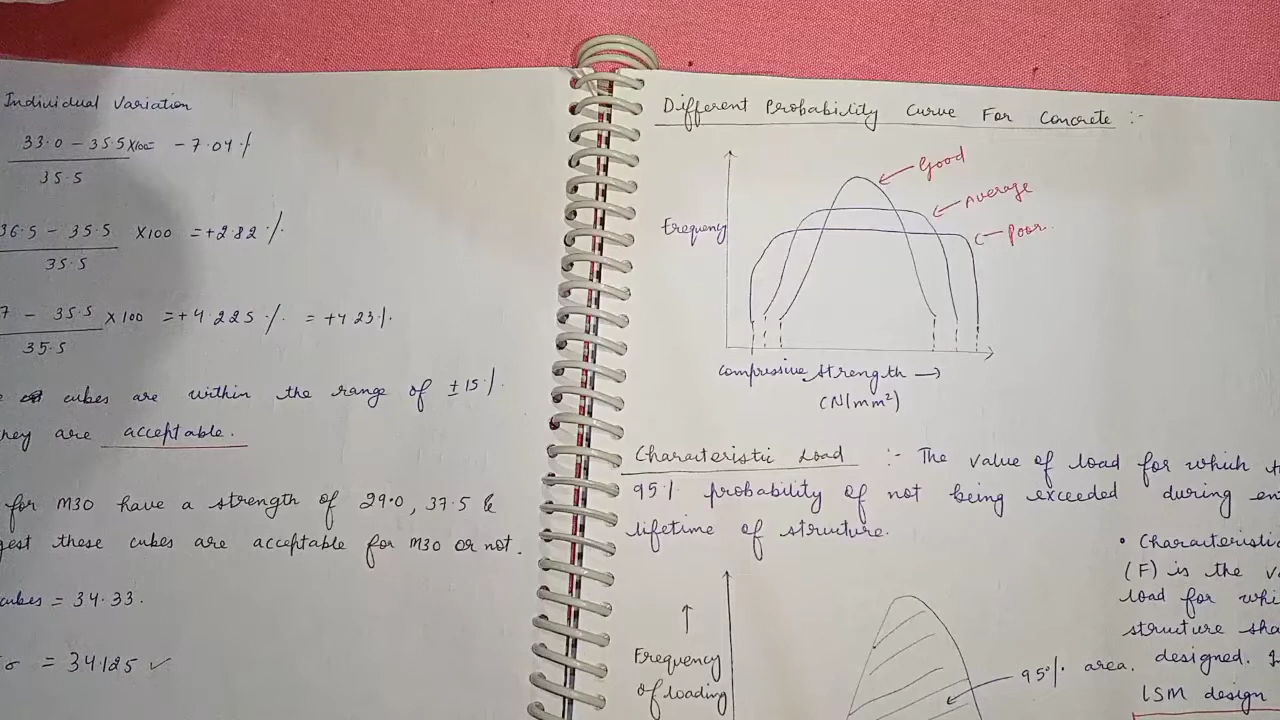 Individual Variation
33.0 - 35.5 x100= -7.04%
35.5
36.5 - 35.5 x100 = +2.82%
35.5
7 - 35.5 x100 = +4.225% = +4.23%
35.5
cubes are within the range of ±15%.
hey are acceptable.
for M30 have a strength of 29.0, 37.5 &
gest these cubes are acceptable for M30 or not.
cubes = 34.33.
σ = 34.125 ✓
Different Probability Curve For Concrete :-
Good
Average
Poor.
Frequency
Compressive Strength →
(N/mm²)
Characteristic Load :- The value of load for which
95% probability of not being exceeded during en
lifetime of structure.
• Characteristic
(F) is the v
load for whi
structure sha
designed.
LSM design
↑
Frequency
of loading
95% area.